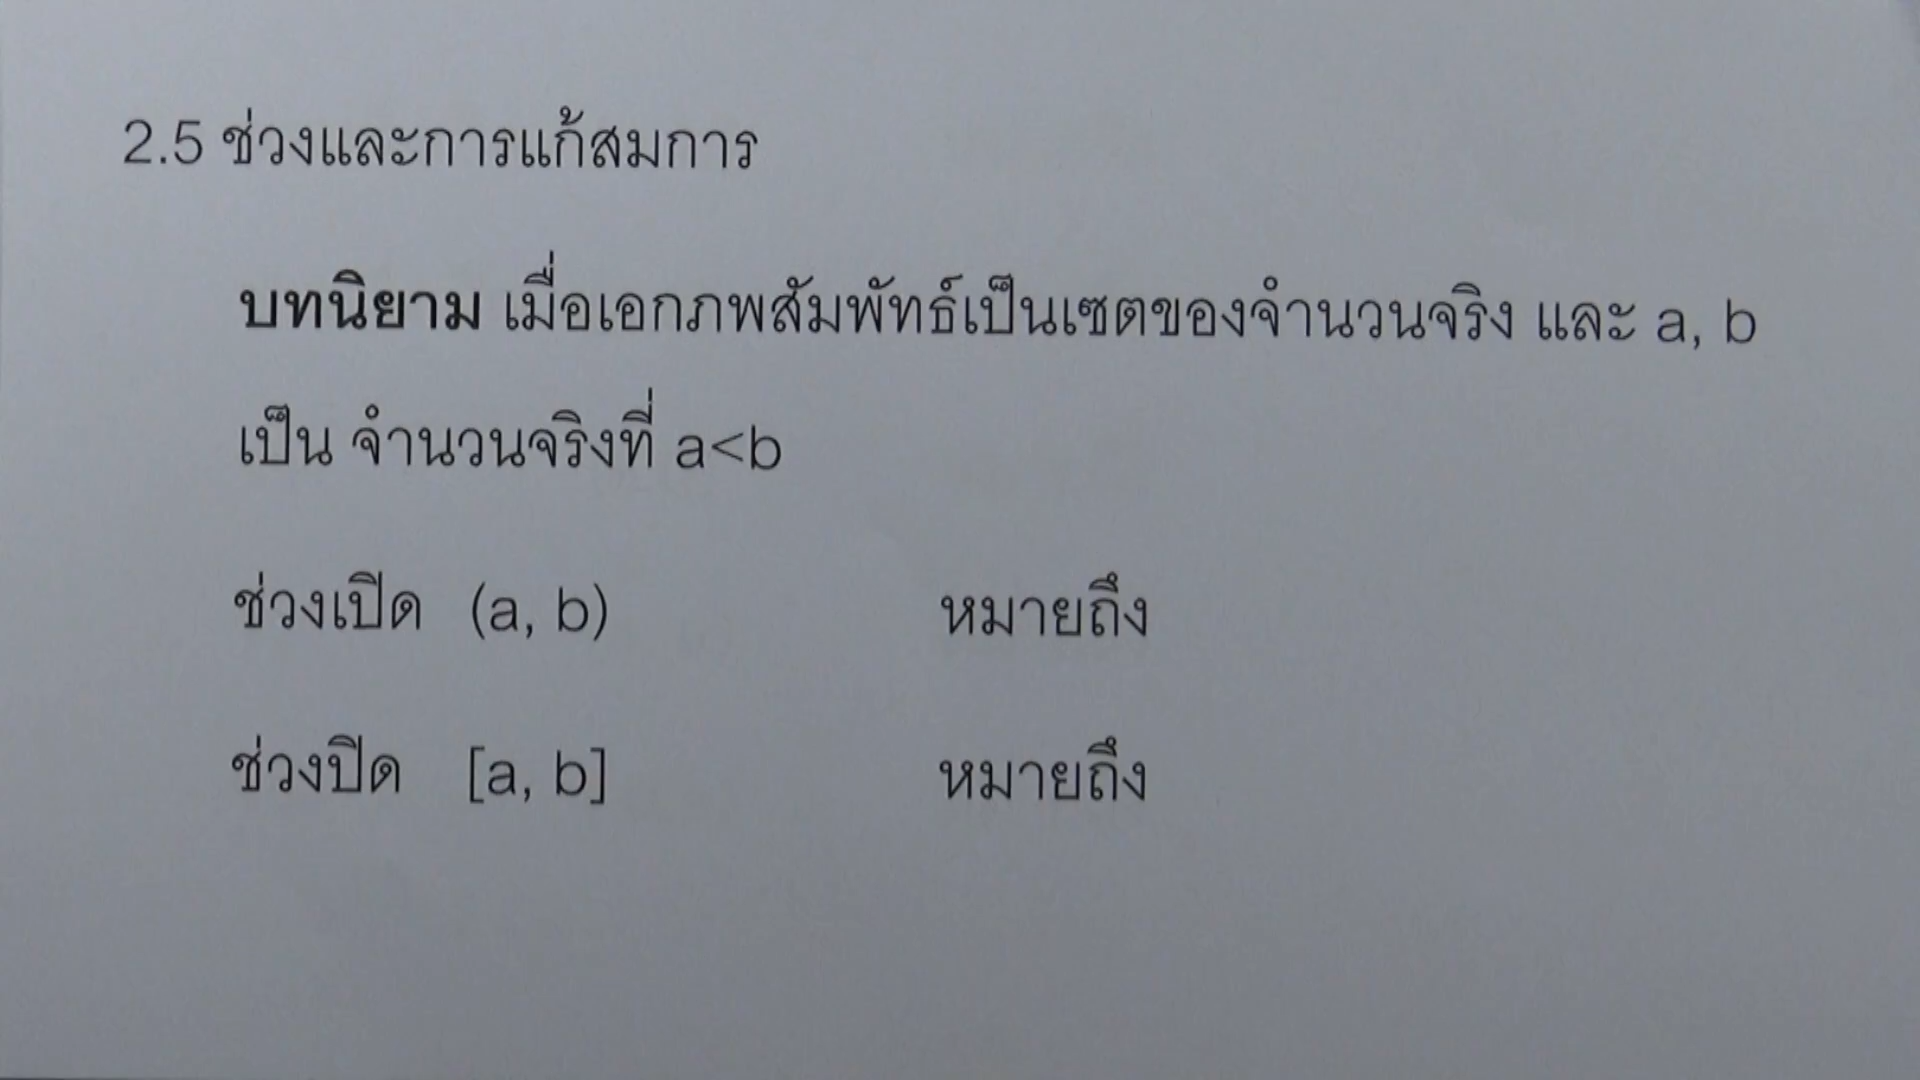 2.5 ช่วงและการแก้สมการ
บทนิยาม เมื่อเอกภพสัมพัทธ์เป็นเซตของจำนวนจริง และ a, b
เป็น จำนวนจริงที่ a<b
ช่วงเปิด (a, b) หมายถึง
ช่วงปิด [a, b] หมายถึง